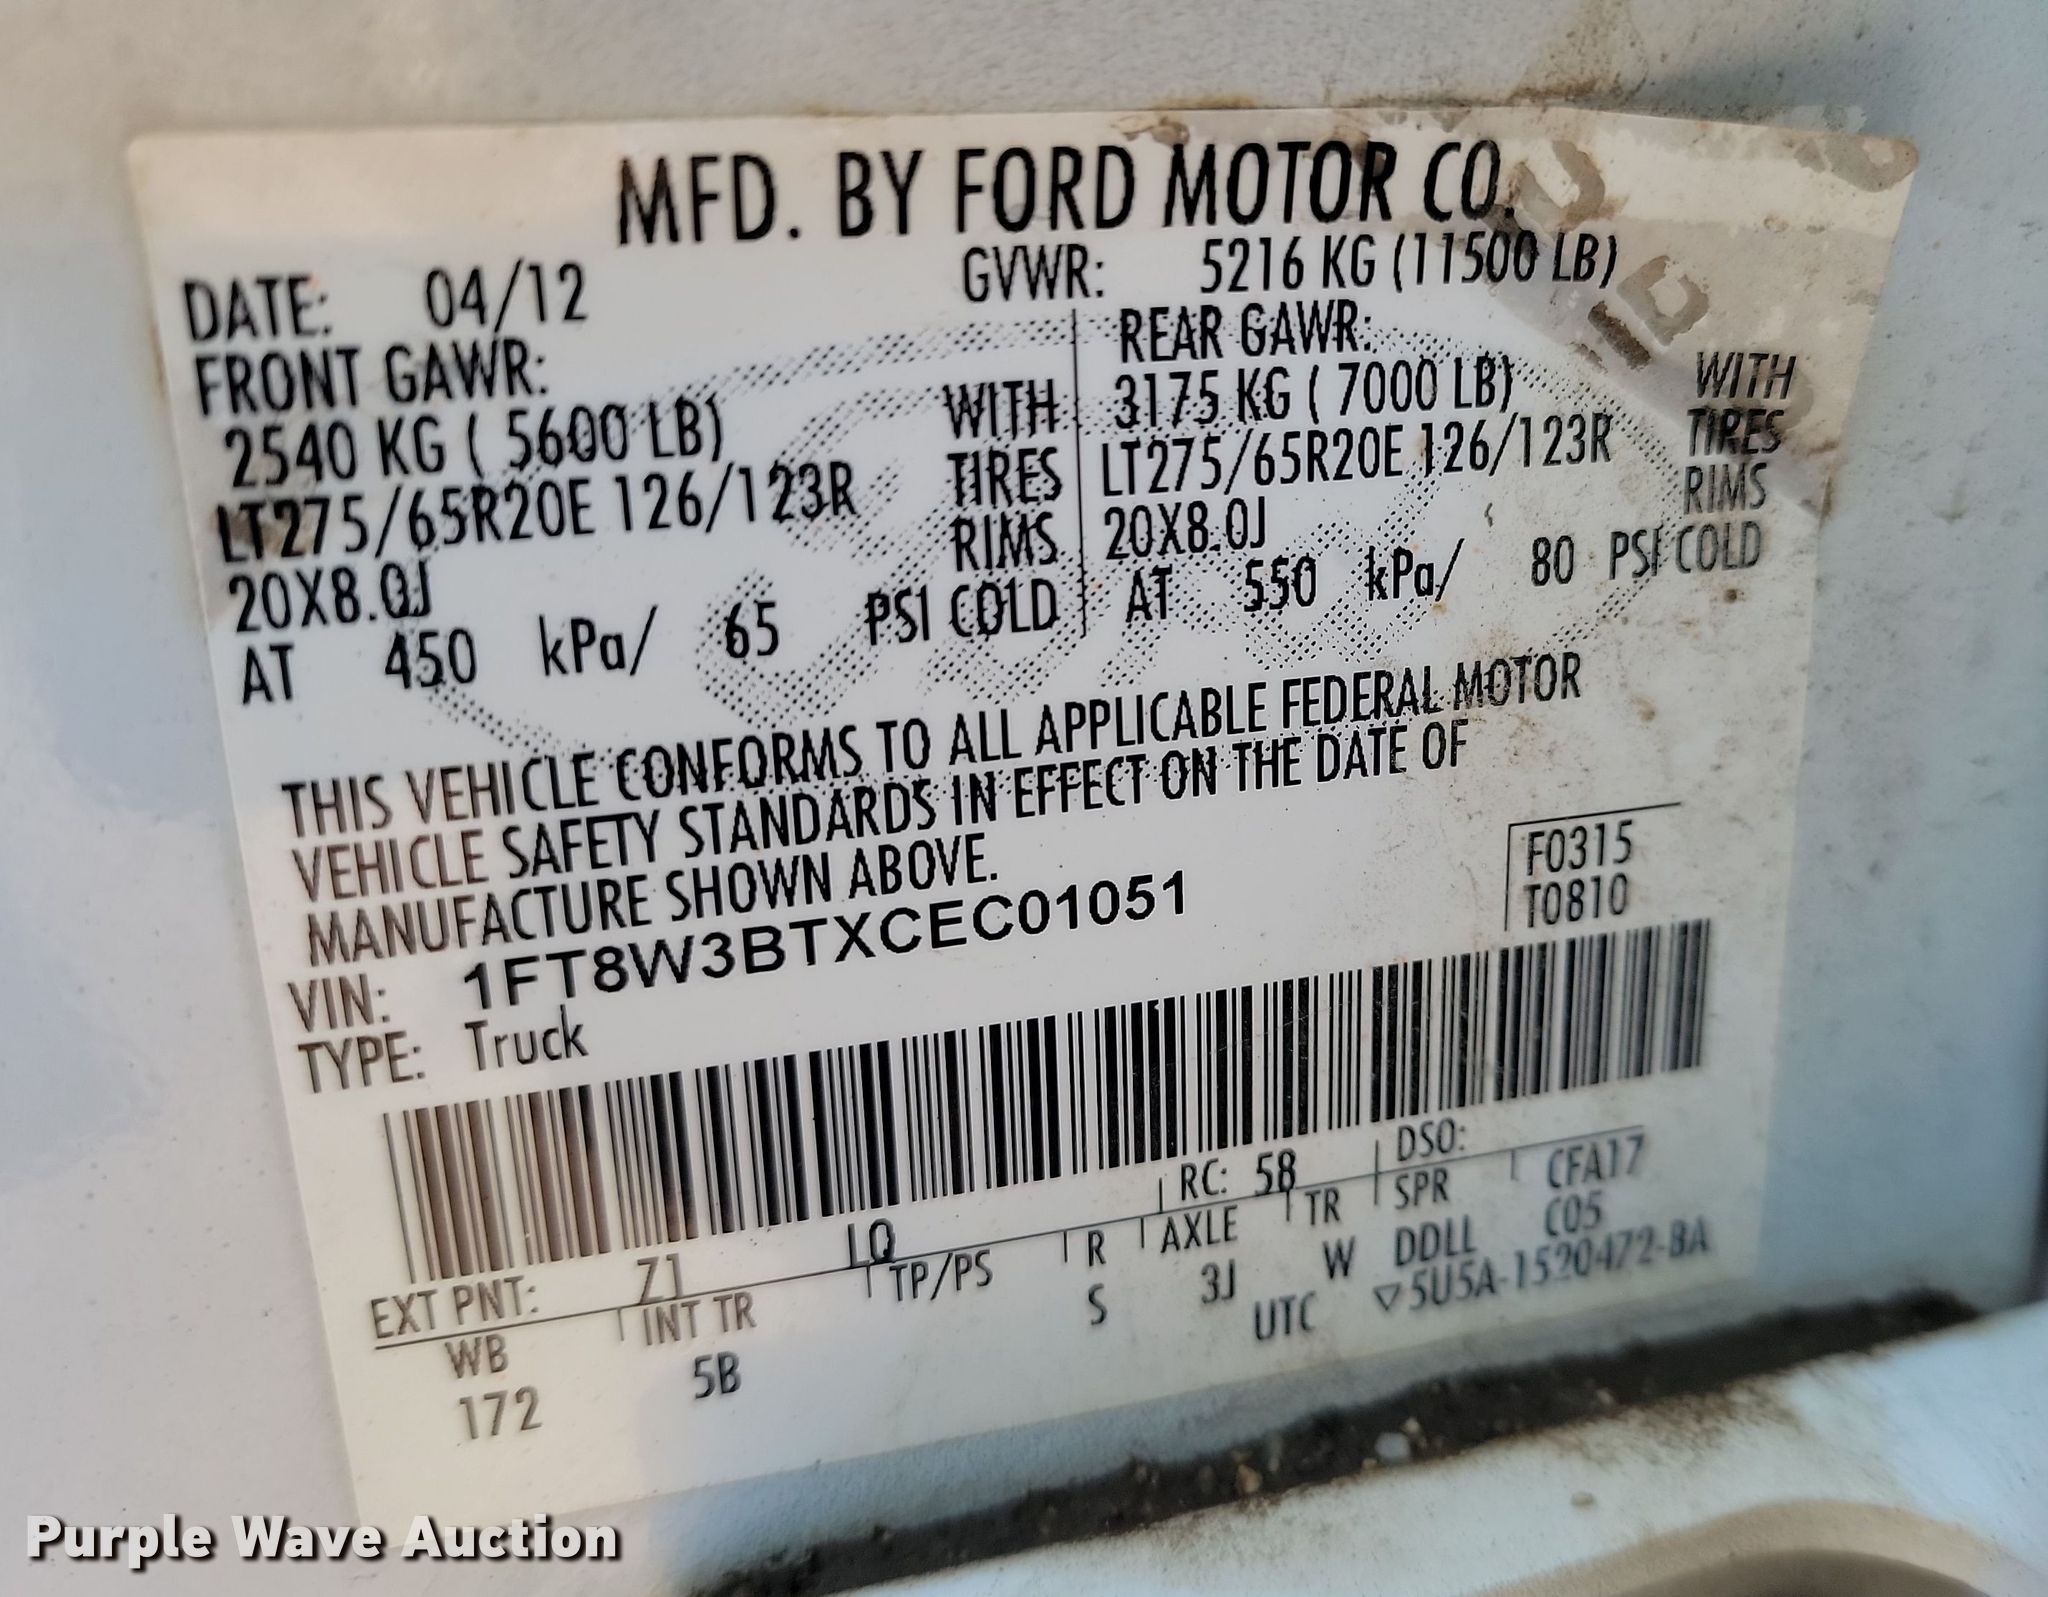 MFD. BY FORD MOTOR CO.
DATE: 04/12 GVWR: 5216 KG (11500 LB)
FRONT GAWR:
2540 KG ( 5600 LB) WITH
LT275/65R20E 126/123R TIRES
20X8.0J RIMS
AT 450 kPa/ 65 PSI COLD
REAR GAWR:
3175 KG ( 7000 LB) WITH
LT275/65R20E 126/123R TIRES
20X8.0J RIMS
AT 550 kPa/ 80 PSI COLD
THIS VEHICLE CONFORMS TO ALL APPLICABLE FEDERAL MOTOR
VEHICLE SAFETY STANDARDS IN EFFECT ON THE DATE OF
MANUFACTURE SHOWN ABOVE.
F0315
T0810
VIN: 1FT8W3BTXCEC01051
TYPE: Truck
EXT PNT: Z1 LQ RC: 58 DSO:
WB INT TR TP/PS R AXLE TR SPR CFA17
172 5B S 3J W DDLL C05
UTC ▽5U5A-1520472-BA
Purple Wave Auction